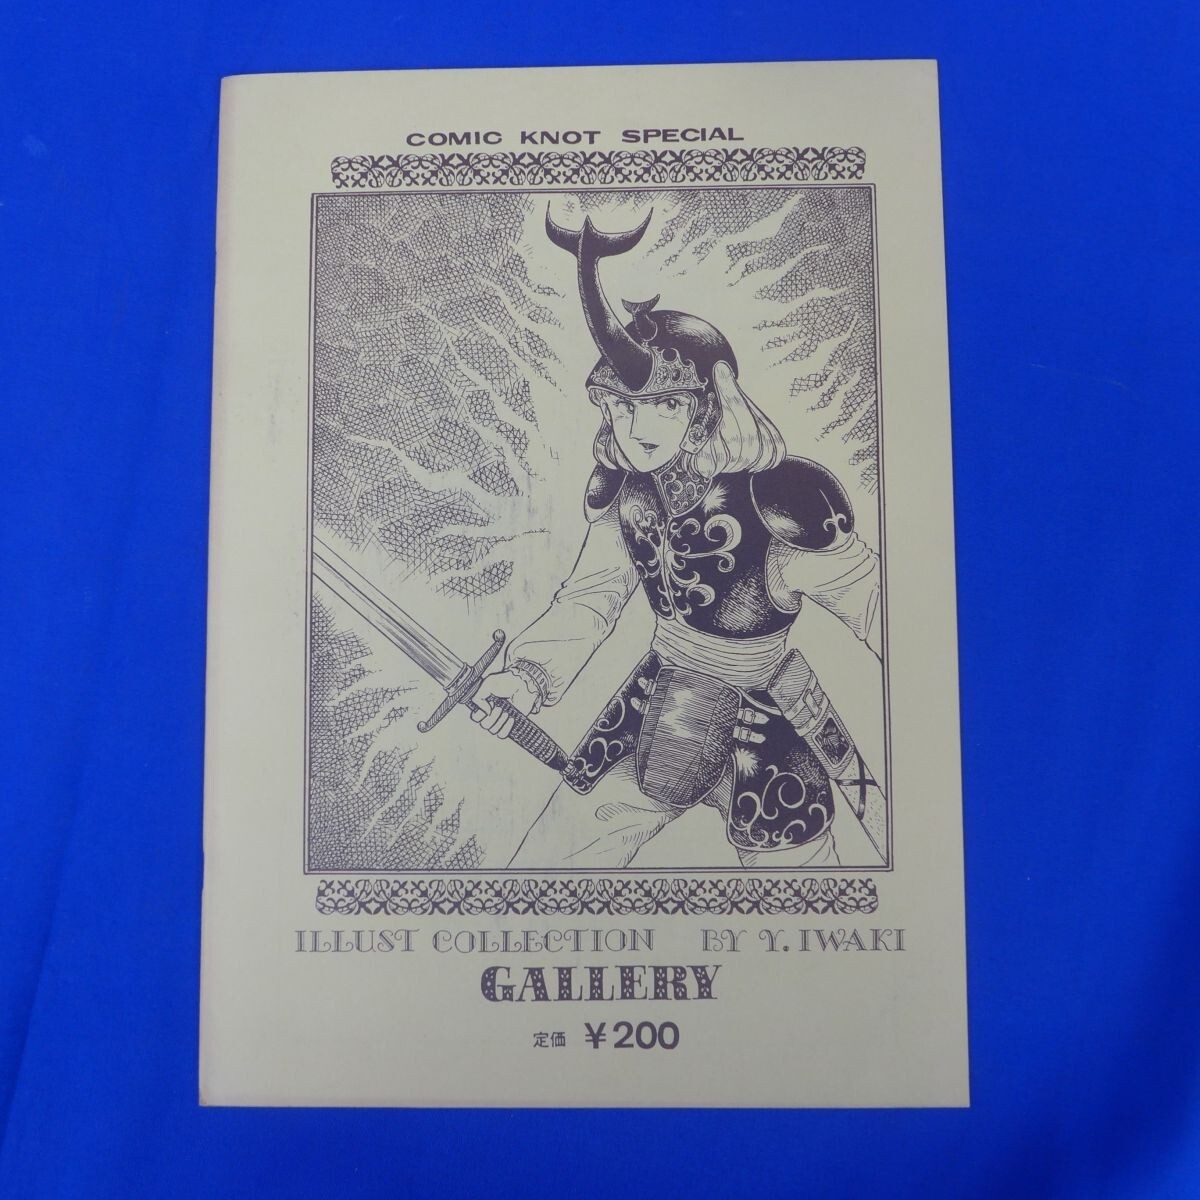 COMIC KNOT SPECIAL
ILLUST COLLECTION BY Y. IWAKI
GALLERY
定価 ¥200